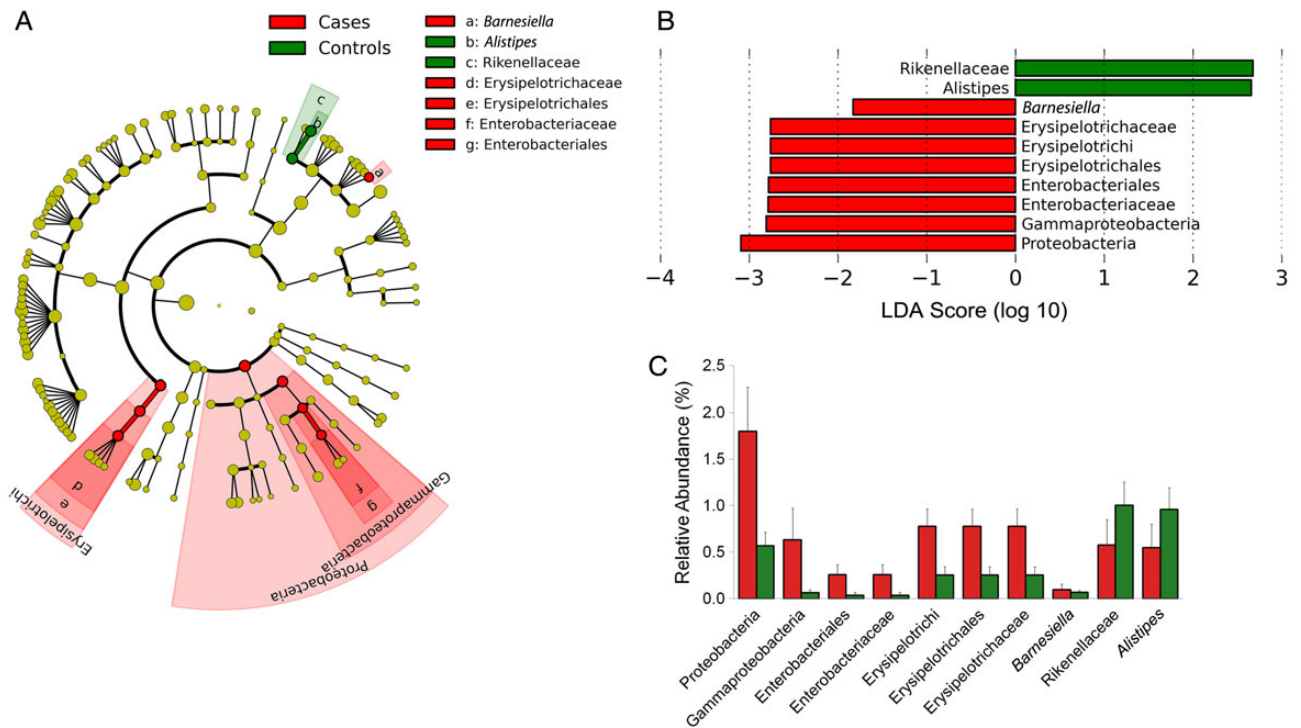 A
Cases
Controls
a: Barnesiella
b: Alistipes
c: Rikenellaceae
d: Erysipelotrichaceae
e: Erysipelotrichales
f: Enterobacteriaceae
g: Enterobacteriales
c
b
a
d
e
Erysipelotrichi
f
g
Gammaproteobacteria
Proteobacteria
B
Rikenellaceae
Alistipes
Barnesiella
Erysipelotrichaceae
Erysipelotrichi
Erysipelotrichales
Enterobacteriales
Enterobacteriaceae
Gammaproteobacteria
Proteobacteria
−4 −3 −2 −1 0 1 2 3
LDA Score (log 10)
C
Relative Abundance (%)
2.5
2.0
1.5
1.0
0.5
0.0
Proteobacteria
Gammaproteobacteria
Enterobacteriales
Enterobacteriaceae
Erysipelotrichi
Erysipelotrichales
Erysipelotrichaceae
Barnesiella
Rikenellaceae
Alistipes